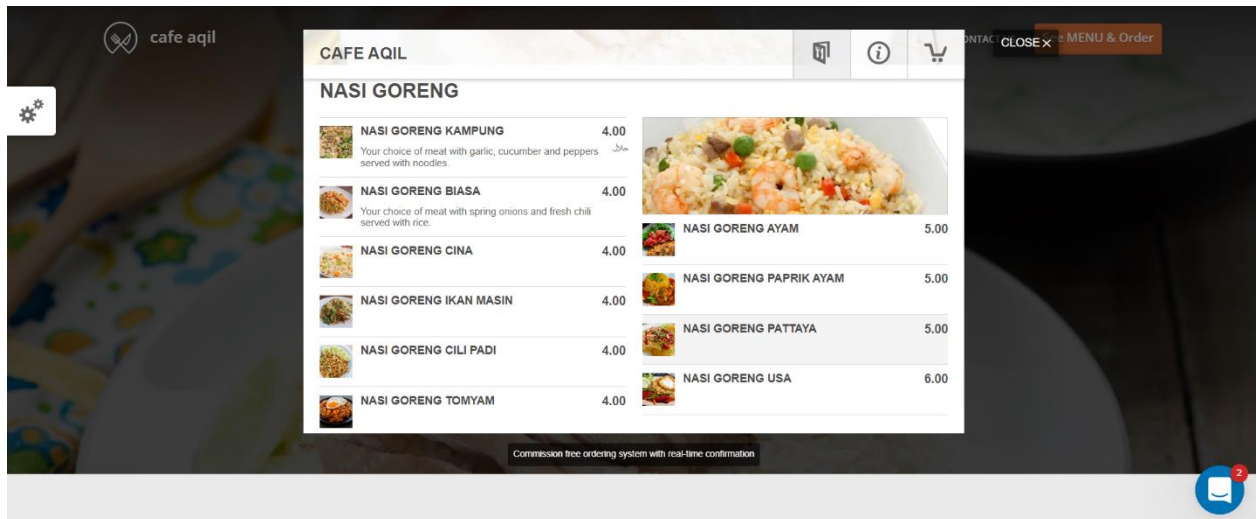 cafe aqil
CAFE AQIL
CLOSE ×
MENU & Order
NASI GORENG
NASI GORENG KAMPUNG 4.00
Your choice of meat with garlic, cucumber and peppers
served with noodles.
حلال
NASI GORENG BIASA 4.00
Your choice of meat with spring onions and fresh chili
served with rice.
NASI GORENG CINA 4.00
NASI GORENG IKAN MASIN 4.00
NASI GORENG CILI PADI 4.00
NASI GORENG TOMYAM 4.00
NASI GORENG AYAM 5.00
NASI GORENG PAPRIK AYAM 5.00
NASI GORENG PATTAYA 5.00
NASI GORENG USA 6.00
Commission free ordering system with real-time confirmation
2